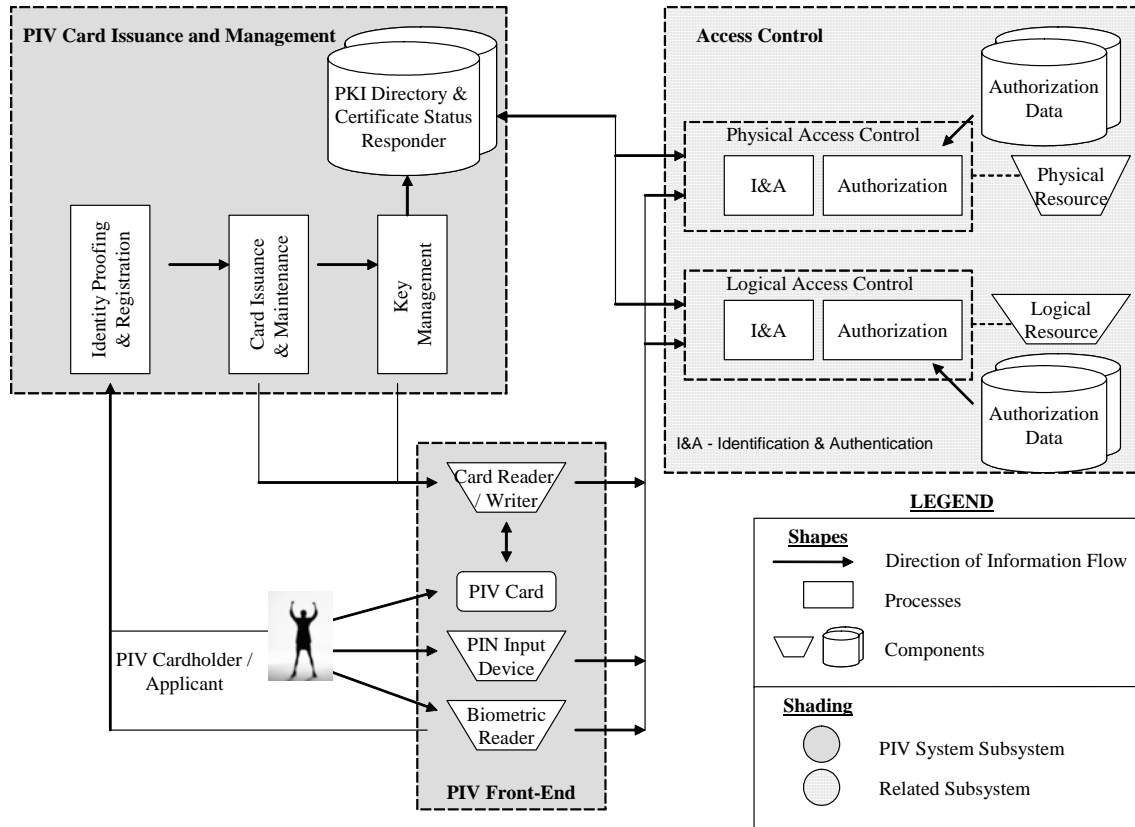 PIV Card Issuance and Management
PKI Directory &
Certificate Status
Responder
Identity Proofing
& Registration
Card Issuance
& Maintenance
Key
Management
Access Control
Authorization
Data
Physical Access Control
I&A
Authorization
Physical
Resource
Logical Access Control
I&A
Authorization
Logical
Resource
Authorization
Data
I&A - Identification & Authentication
Card Reader
/ Writer
PIV Card
PIN Input
Device
Biometric
Reader
PIV Front-End
PIV Cardholder /
Applicant
LEGEND
Shapes
Direction of Information Flow
Processes
Components
Shading
PIV System Subsystem
Related Subsystem